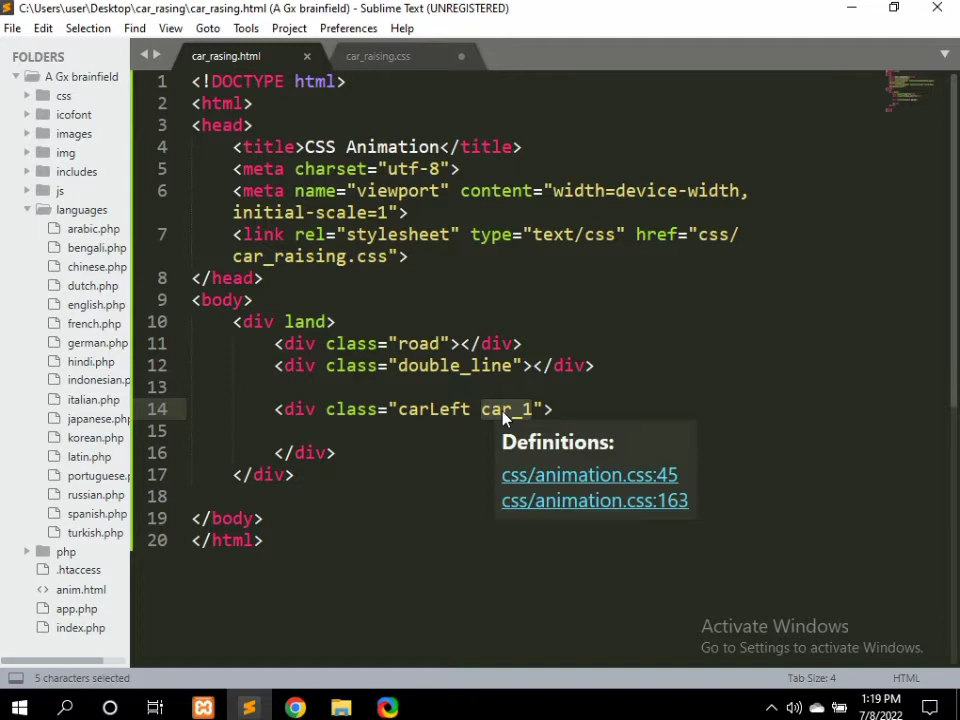 C:\Users\user\Desktop\car_rasing\car_rasing.html (A Gx brainfield) - Sublime Text (UNREGISTERED)
File Edit Selection Find View Goto Tools Project Preferences Help
FOLDERS
A Gx brainfield
css
icofont
images
img
includes
js
languages
arabic.php
bengali.php
chinese.php
dutch.php
english.php
french.php
german.php
hindi.php
indonesian.p
italian.php
japanese.php
korean.php
latin.php
portuguese.p
russian.php
spanish.php
turkish.php
php
.htaccess
anim.html
app.php
index.php
car_rasing.html
car_raising.css
1 <!DOCTYPE html>
2 <html>
3 <head>
4 <title>CSS Animation</title>
5 <meta charset="utf-8">
6 <meta name="viewport" content="width=device-width,
initial-scale=1">
7 <link rel="stylesheet" type="text/css" href="css/
car_raising.css">
8 </head>
9 <body>
10 <div land>
11 <div class="road"></div>
12 <div class="double_line"></div>
13
14 <div class="carLeft car_1">
15
16 </div>
17 </div>
18
19 </body>
20 </html>
Definitions:
css/animation.css:45
css/animation.css:163
Activate Windows
Go to Settings to activate Windows.
5 characters selected
Tab Size: 4
HTML
1:19 PM
7/8/2022